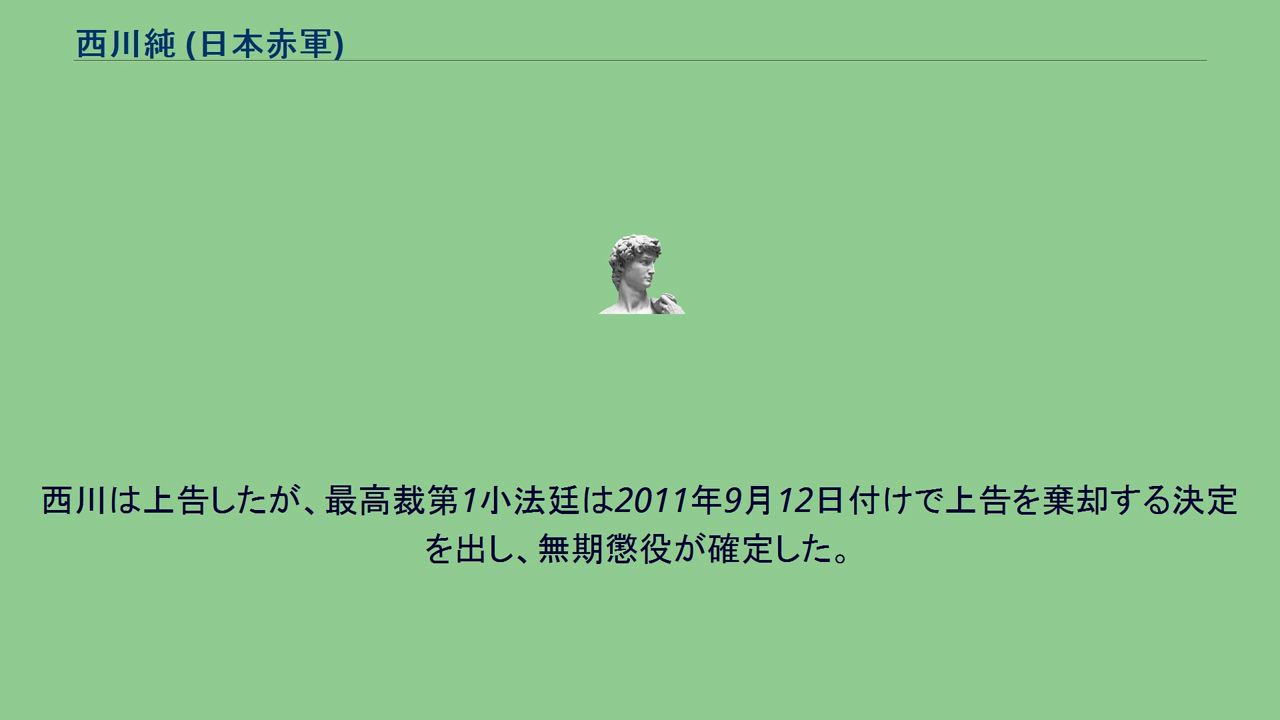 西川純 (日本赤軍)
西川は上告したが、最高裁第1小法廷は2011年9月12日付けで上告を棄却する決定
を出し、無期懲役が確定した。